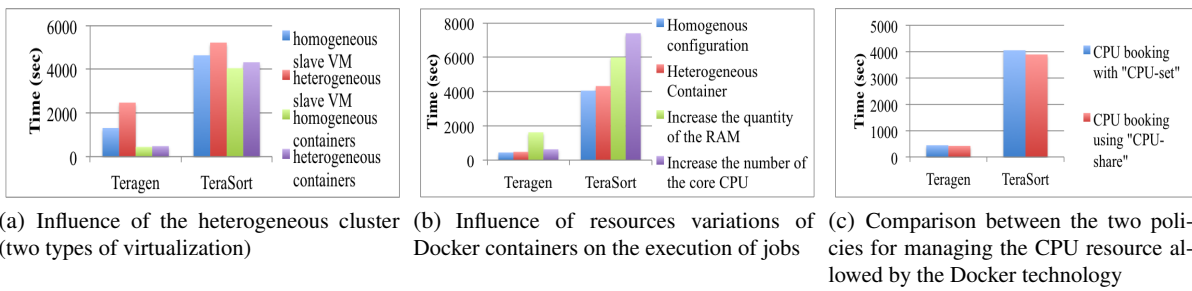 6000
4000
2000
0
Time (sec)
Teragen
TeraSort
homogeneous
slave VM
heterogeneous
slave VM
homogeneous
containers
heterogeneous
containers
(a) Influence of the heterogeneous cluster
(two types of virtualization)
8000
6000
4000
2000
0
Time (sec)
Teragen
TeraSort
Homogenous
configuration
Heterogeneous
Container
Increase the quantity
of the RAM
Increase the number of
the core CPU
(b) Influence of resources variations of
Docker containers on the execution of jobs
5000
4000
3000
2000
1000
0
Time (sec)
Teragen
TeraSort
CPU booking
with "CPU-set"
CPU booking
using "CPU-
share"
(c) Comparison between the two poli-
cies for managing the CPU resource al-
lowed by the Docker technology